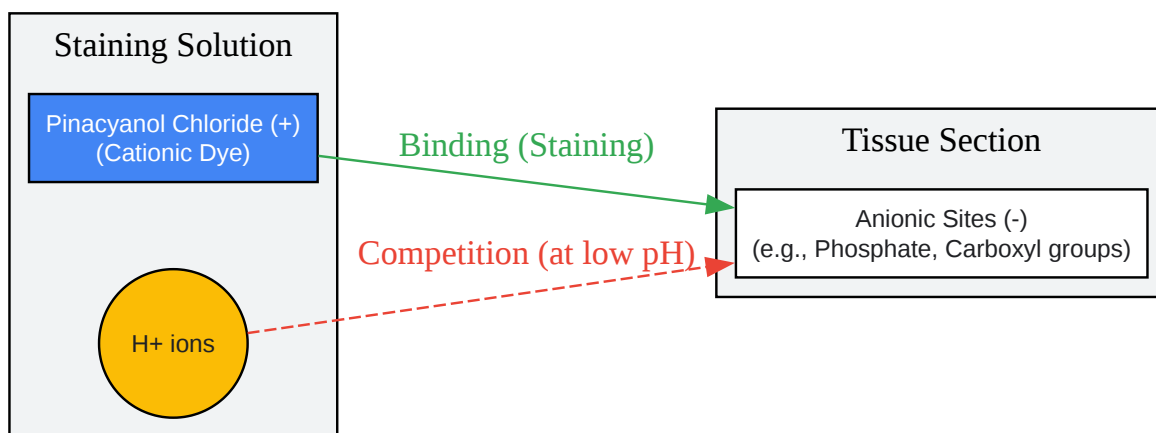 Staining Solution
Pinacyanol Chloride (+)
(Cationic Dye)
Binding (Staining)
Tissue Section
Anionic Sites (-)
(e.g., Phosphate, Carboxyl groups)
Competition (at low pH)
H+ ions